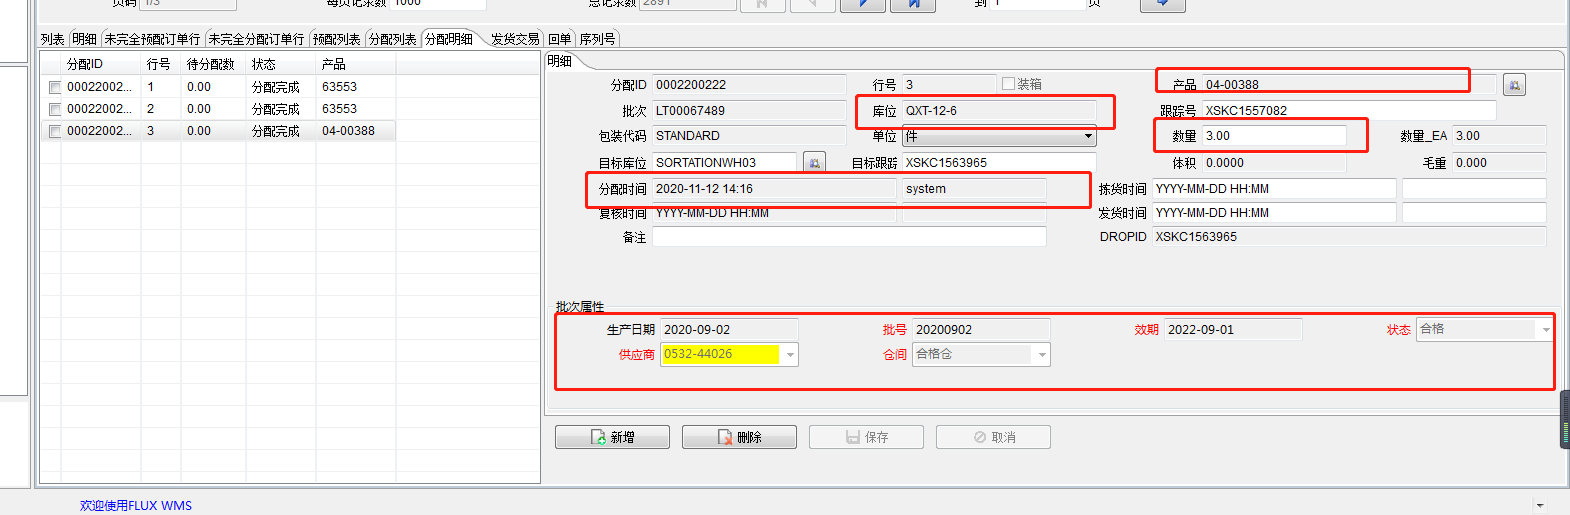 页码 1/3 每页记录数 1000 总记录数 2891 到 1 页
列表 明细 未完全预配订单行 未完全分配订单行 预配列表 分配列表 分配明细 发货交易 回单 序列号
分配ID 行号 待分配数 状态 产品
00022002... 1 0.00 分配完成 63553
00022002... 2 0.00 分配完成 63553
00022002... 3 0.00 分配完成 04-00388
明细
分配ID 0002200222 行号 3 装箱 产品 04-00388
批次 LT00067489 库位 QXT-12-6 跟踪号 XSKC1557082
包装代码 STANDARD 单位 件 数量 3.00 数量_EA 3.00
目标库位 SORTATIONWH03 目标跟踪 XSKC1563965 体积 0.0000 毛重 0.000
分配时间 2020-11-12 14:16 system 拣货时间 YYYY-MM-DD HH:MM
复核时间 YYYY-MM-DD HH:MM 发货时间 YYYY-MM-DD HH:MM
备注 DROPID XSKC1563965
批次属性
生产日期 2020-09-02 批号 20200902 效期 2022-09-01 状态 合格
供应商 0532-44026 仓间 合格仓
新增 删除 保存 取消
欢迎使用FLUX WMS